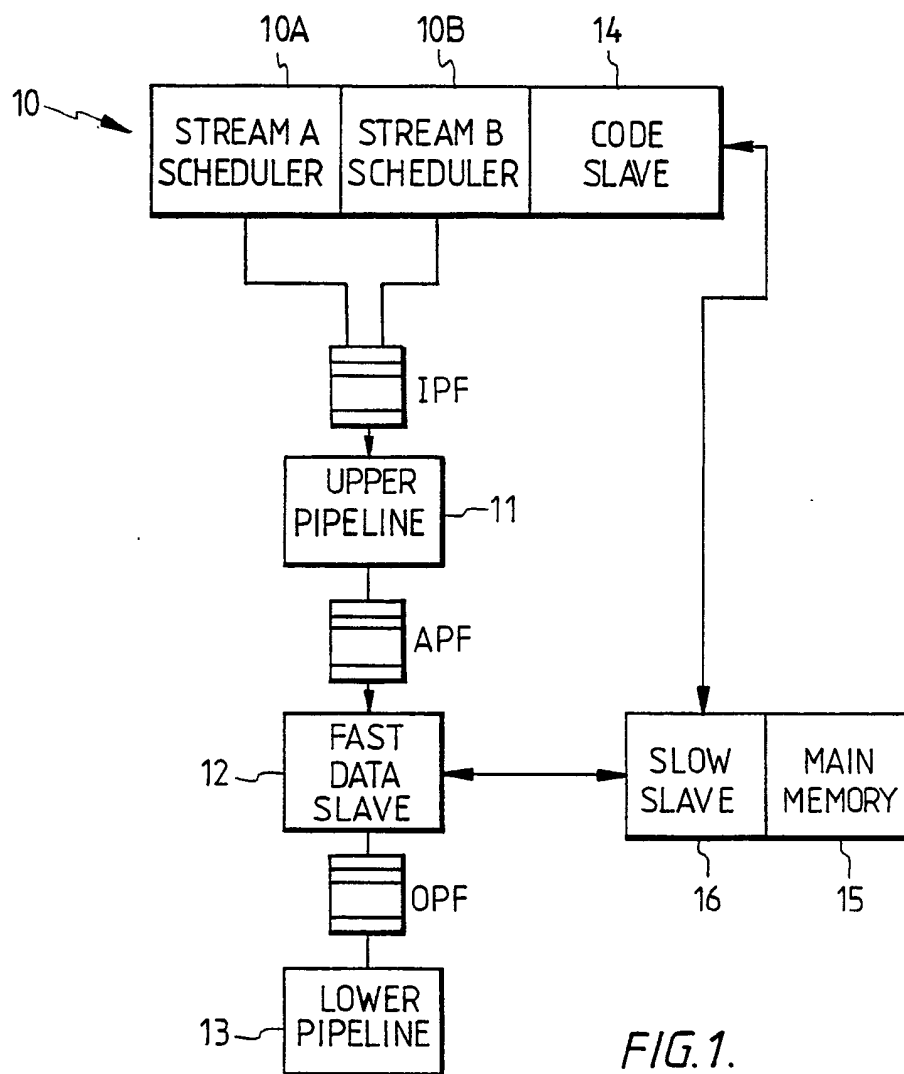 10A 10B 14
10
STREAM A
SCHEDULER
STREAM B
SCHEDULER
CODE
SLAVE
IPF
UPPER
PIPELINE
11
APF
12
FAST
DATA
SLAVE
SLOW
SLAVE
MAIN
MEMORY
16 15
OPF
13
LOWER
PIPELINE
FIG.1.